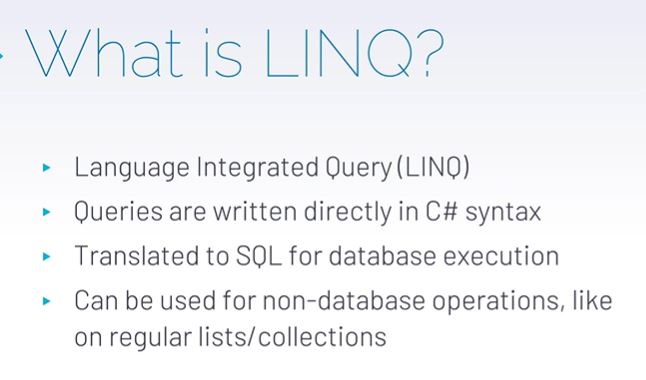 What is LINQ?
Language Integrated Query (LINQ)
Queries are written directly in C# syntax
Translated to SQL for database execution
Can be used for non-database operations, like
on regular lists/collections